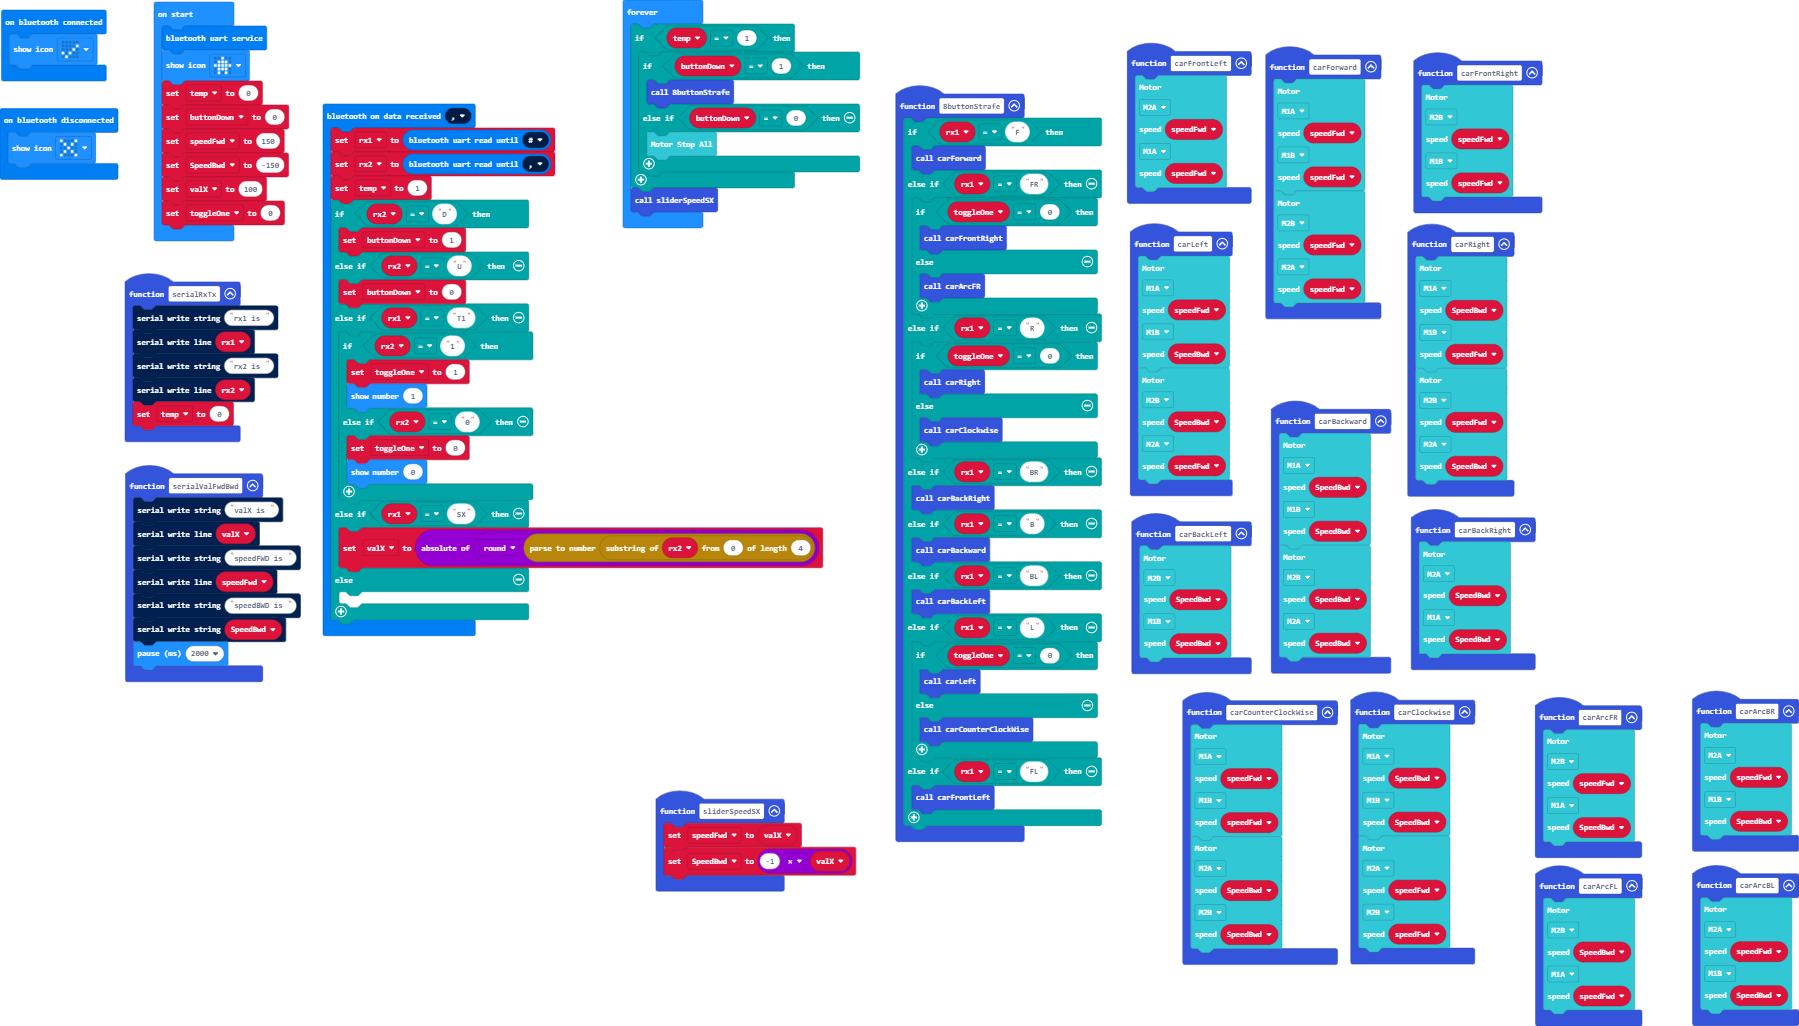 on bluetooth connected
show icon
on bluetooth disconnected
show icon
on start
bluetooth uart service
show icon
set temp to 0
set buttonDown to 0
set speedFwd to 150
set SpeedBwd to -150
set valX to 100
set toggleOne to 0
function serialRxTx
serial write string "rx1 is "
serial write line rx1
serial write string "rx2 is "
serial write line rx2
set temp to 0
function serialValFwdBwd
serial write string "valX is "
serial write line valX
serial write string "speedFWD is "
serial write line speedFwd
serial write string "speedBWD is "
serial write string SpeedBwd
pause (ms) 2000
bluetooth on data received ,
set rx1 to bluetooth uart read until #
set rx2 to bluetooth uart read until ,
set temp to 1
if rx2 = "D" then
set buttonDown to 1
else if rx2 = "U" then
set buttonDown to 0
else if rx1 = "T1" then
if rx2 = "1" then
set toggleOne to 1
show number 1
else if rx2 = "0" then
set toggleOne to 0
show number 0
else if rx1 = "SX" then
set valX to absolute of round parse to number substring of rx2 from 0 of length 4
else
forever
if temp = 1 then
if buttonDown = 1 then
call 8buttonStrafe
else if buttonDown = 0 then
Motor Stop All
call sliderSpeedSX
function sliderSpeedSX
set speedFwd to valX
set SpeedBwd to -1 × valX
function 8buttonStrafe
if rx1 = "F" then
call carForward
else if rx1 = "FR" then
if toggleOne = 0 then
call carFrontRight
else
call carArcFR
else if rx1 = "R" then
if toggleOne = 0 then
call carRight
else
call carClockwise
else if rx1 = "BR" then
call carBackRight
else if rx1 = "B" then
call carBackward
else if rx1 = "BL" then
call carBackLeft
else if rx1 = "L" then
if toggleOne = 0 then
call carLeft
else
call carCounterClockWise
else if rx1 = "FL" then
call carFrontLeft
function carFrontLeft
Motor
M2A
speed speedFwd
M1A
speed speedFwd
function carForward
Motor
M1A
speed speedFwd
M1B
speed speedFwd
Motor
M2B
speed speedFwd
M2A
speed speedFwd
function carFrontRight
Motor
M2B
speed speedFwd
M1B
speed speedFwd
function carLeft
Motor
M1A
speed speedFwd
M1B
speed SpeedBwd
Motor
M2B
speed SpeedBwd
M2A
speed speedFwd
function carRight
Motor
M1A
speed SpeedBwd
M1B
speed speedFwd
Motor
M2B
speed speedFwd
M2A
speed SpeedBwd
function carBackward
Motor
M1A
speed SpeedBwd
M1B
speed SpeedBwd
Motor
M2B
speed SpeedBwd
M2A
speed SpeedBwd
function carBackLeft
Motor
M2B
speed SpeedBwd
M1B
speed SpeedBwd
function carBackRight
Motor
M2A
speed SpeedBwd
M1A
speed SpeedBwd
function carCounterClockWise
Motor
M1A
speed speedFwd
M1B
speed speedFwd
Motor
M2A
speed SpeedBwd
M2B
speed SpeedBwd
function carClockwise
Motor
M1A
speed SpeedBwd
M1B
speed SpeedBwd
Motor
M2A
speed speedFwd
M2B
speed speedFwd
function carArcFR
Motor
M2B
speed speedFwd
M1A
speed SpeedBwd
function carArcBR
Motor
M2A
speed SpeedBwd
M1B
speed SpeedBwd
function carArcFL
Motor
M2B
speed SpeedBwd
M1A
speed speedFwd
function carArcBL
Motor
M2A
speed speedFwd
M1B
speed SpeedBwd